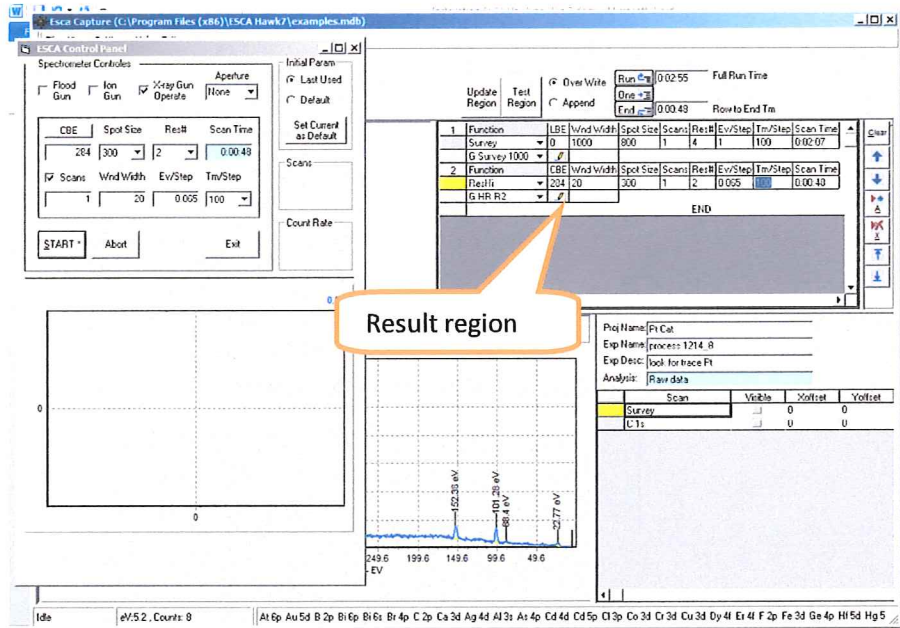 Esca Capture (C:\Program Files (x86)\ESCA Hawk7\examples.mdb)
ESCA Control Panel
Spectrometer Controles
Flood Gun
Ion Gun
X-ray Gun Operate
Aperture
None
Initial Param
Last Used
Default
Set Current as Default
CBE Spot Size Res# Scan Time
284 300 2 0:00:48
Scans Wnd Width Ev/Step Tm/Step
1 20 0.065 100
Scans
Count Rate
START Abort Exit
Update Region
Test Region
Over Write
Append
Run 0:02:55 Full Run Time
One
End 0:00:48 Row to End Tm
1 Function LBE Wnd Width Spot Size Scans Res# Ev/Step Tm/Step Scan Time
Survey 0 1000 800 1 4 1 100 0:02:07
G Survey 1000
2 Function CBE Wnd Width Spot Size Scans Res# Ev/Step Tm/Step Scan Time
ResHi 284 20 300 1 2 0.065 100 0:00:48
G HR R2
END
Clear
A
X
Result region
0
0
Proj Name: Pt Cat
Exp Name: process 1214_8
Exp Desc: look for trace Pt
Analysis: Raw data
Scan Visible Xoffset Yoffset
Survey 0 0
C 1s 0 0
152.38 eV
101.28 eV
88.4 eV
22.77 eV
249.6 199.6 149.6 99.6 49.6
- EV
Idle eV:5.2 , Counts: 8 At 6p Au 5d B 2p Bi 6p Bi 6s Br 4p C 2p Ca 3d Ag 4d Al 3s As 4p Cd 4d Cd 5p Cl 3p Co 3d Cr 3d Cu 3d Dy 4f Er 4f F 2p Fe 3d Ge 4p Hf 5d Hg 5